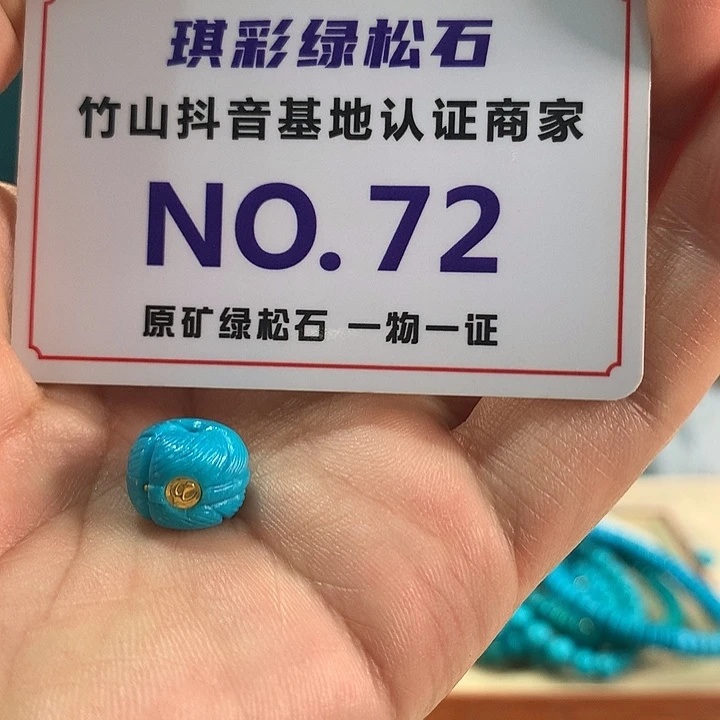 琪彩绿松石
竹山抖音基地认证商家
NO.72
原矿绿松石 一物一证